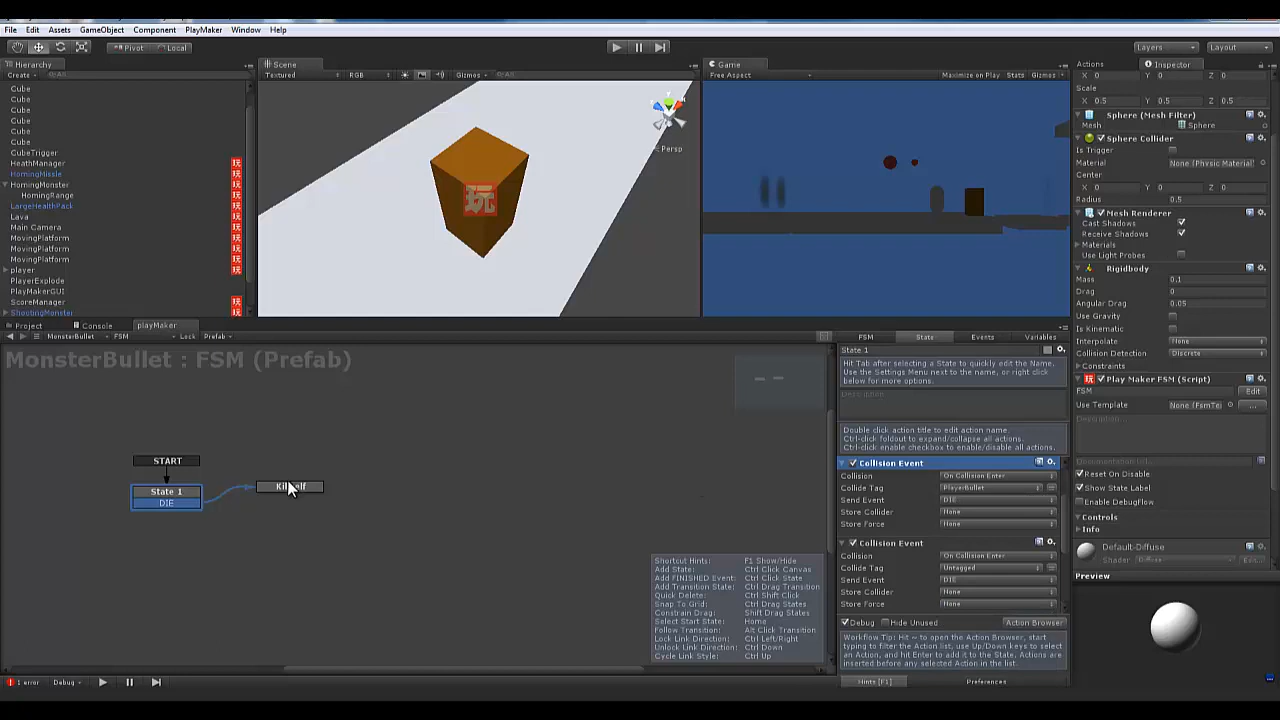 File Edit Assets GameObject Component PlayMaker Window Help
Pivot Local Layers Layout
Hierarchy
Create
Cube
Cube
Cube
Cube
Cube
Cube
CubeTrigger
HeathManager
HomingMissle
HomingMonster
HomingRange
LargeHealthPack
Lava
Main Camera
MovingPlatform
MovingPlatform
MovingPlatform
player
PlayerExplode
PlayMakerGUI
ScoreManager
ShootingMonster
Scene
Textured RGB Gizmos
Persp
玩
Game
Free Aspect Maximize on Play Stats Gizmos
Actions Inspector
X 0 Y 0 Z 0
Scale
X 0.5 Y 0.5 Z 0.5
Sphere (Mesh Filter)
Mesh Sphere
Sphere Collider
Is Trigger
Material None (Physic Material)
Center
X 0 Y 0 Z 0
Radius 0.5
Mesh Renderer
Cast Shadows
Receive Shadows
Materials
Use Light Probes
Rigidbody
Mass 0.1
Drag 0
Angular Drag 0.05
Use Gravity
Is Kinematic
Interpolate None
Collision Detection Discrete
Constraints
Play Maker FSM (Script)
FSM Edit
Use Template None (FsmTe ...
Reset On Disable
Show State Label
Enable DebugFlow
Controls
Info
Default-Diffuse
Shader
Preview
Project Console playMaker
MonsterBullet FSM Lock Prefab
MonsterBullet : FSM (Prefab)
START
State 1
DIE
Shortcut Hints: F1 Show/Hide
Add State: Ctrl Click Canvas
Add FINISHED Event: Ctrl Click State
Add Transition State: Ctrl Drag Transition
Quick Delete: Ctrl Shift Click
Snap To Grid: Ctrl Drag States
Constrain Drag: Shift Drag States
Select Start State: Home
Follow Transition: Alt Click Transition
Lock Link Direction: Ctrl Left/Right
Unlock Link Direction: Ctrl Down
Cycle Link Style: Ctrl Up
FSM State Events Variables
State 1
Hit Tab after selecting a State to quickly edit the Name.
Use the Settings Menu next to the name, or right click
below for more options.
Description...
Double click action title to edit action name.
Ctrl-click foldout to expand/collapse all actions.
Ctrl-click enable checkbox to enable/disable all actions.
Collision Event
Collision On Collision Enter
Collide Tag PlayerBullet
Send Event DIE
Store Collider None
Store Force None
Collision Event
Collision On Collision Enter
Collide Tag Untagged
Send Event DIE
Store Collider None
Store Force None
Debug Hide Unused Action Browser
Workflow Tip: Hit ~ to open the Action Browser, start
typing to filter the Action list, use Up/Down keys to select
an Action, and hit Enter to add it to the State. Actions are
inserted before any selected Action in the list.
Hints [F1] Preferences
1 error Debug